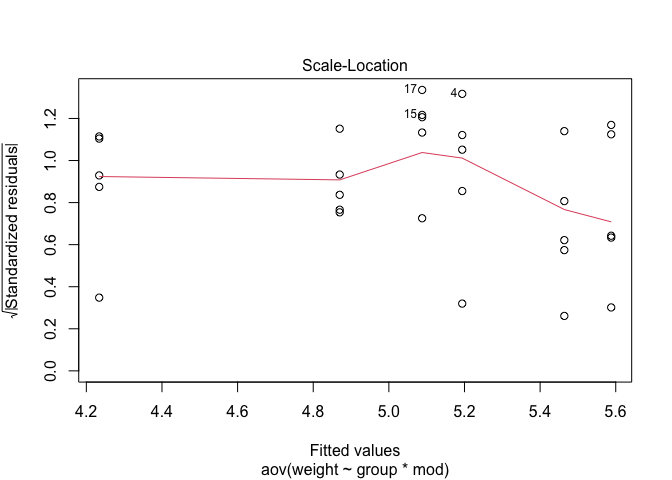 Scale-Location
√|Standardized residuals|
0.0 0.2 0.4 0.6 0.8 1.0 1.2
17
4
15
4.2 4.4 4.6 4.8 5.0 5.2 5.4 5.6
Fitted values
aov(weight ~ group * mod)